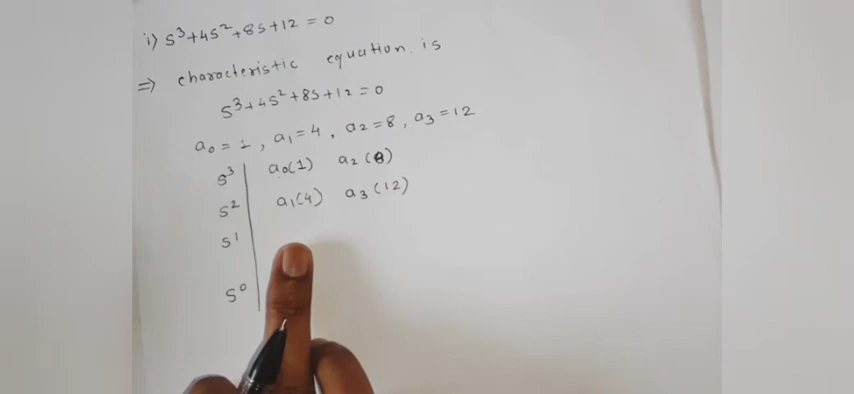 i) s³+4s²+8s+12=0
⇒ characteristic equation is
s³+4s²+8s+12=0
a₀=1, a₁=4, a₂=8, a₃=12
s³ a₀(1) a₂(8)
s² a₁(4) a₃(12)
s¹
s⁰